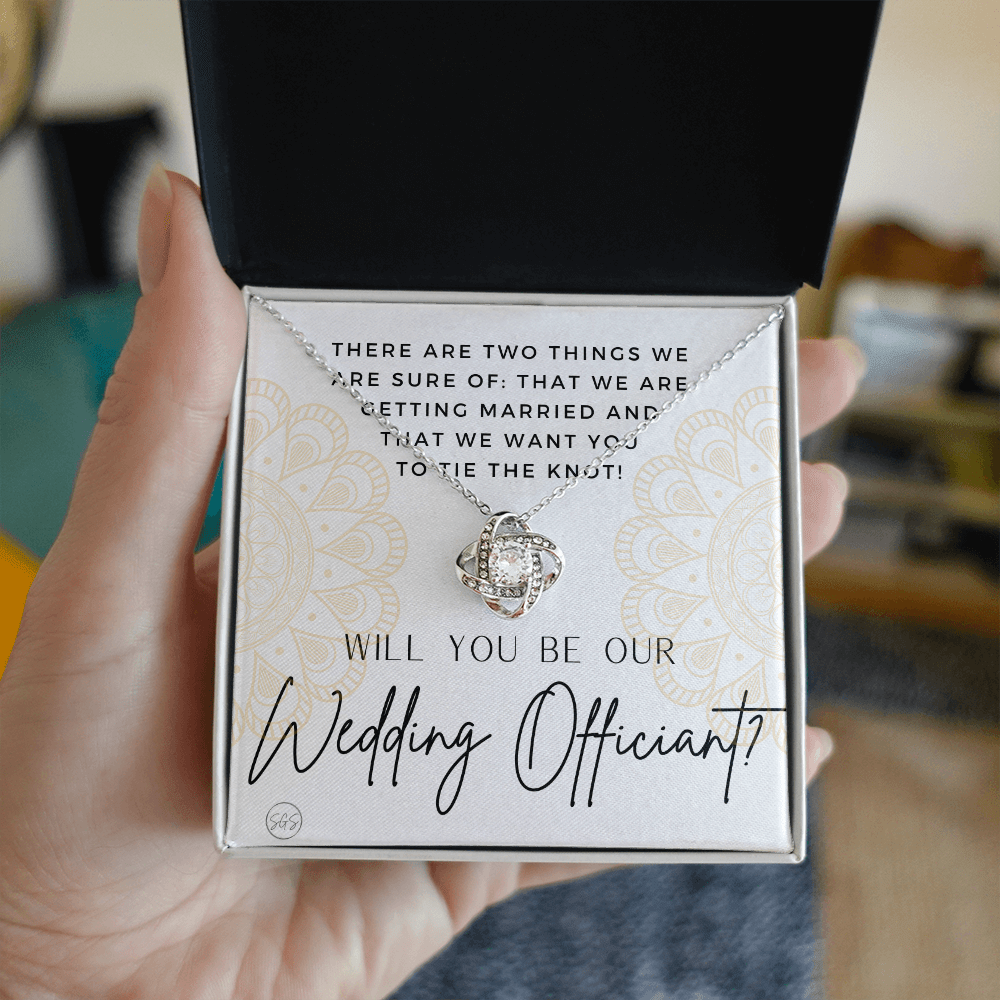 THERE ARE TWO THINGS WE
ARE SURE OF: THAT WE ARE
GETTING MARRIED AND
THAT WE WANT YOU
TO TIE THE KNOT!
WILL YOU BE OUR
Wedding Officiant?
SGS